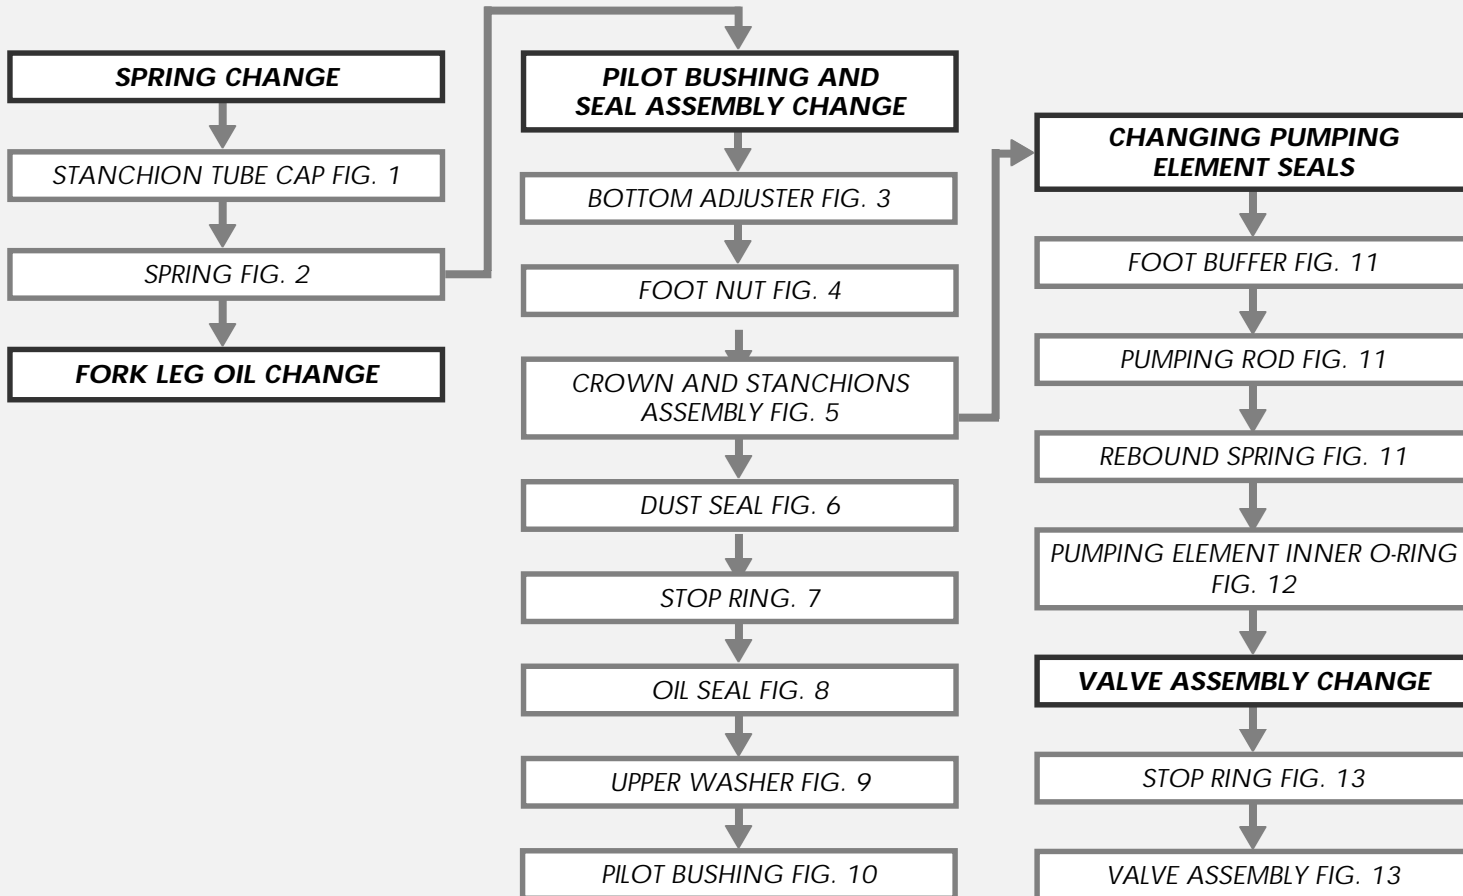 SPRING CHANGE
STANCHION TUBE CAP FIG. 1
SPRING FIG. 2
FORK LEG OIL CHANGE
PILOT BUSHING AND
SEAL ASSEMBLY CHANGE
BOTTOM ADJUSTER FIG. 3
FOOT NUT FIG. 4
CROWN AND STANCHIONS
ASSEMBLY FIG. 5
DUST SEAL FIG. 6
STOP RING. 7
OIL SEAL FIG. 8
UPPER WASHER FIG. 9
PILOT BUSHING FIG. 10
CHANGING PUMPING
ELEMENT SEALS
FOOT BUFFER FIG. 11
PUMPING ROD FIG. 11
REBOUND SPRING FIG. 11
PUMPING ELEMENT INNER O-RING
FIG. 12
VALVE ASSEMBLY CHANGE
STOP RING FIG. 13
VALVE ASSEMBLY FIG. 13